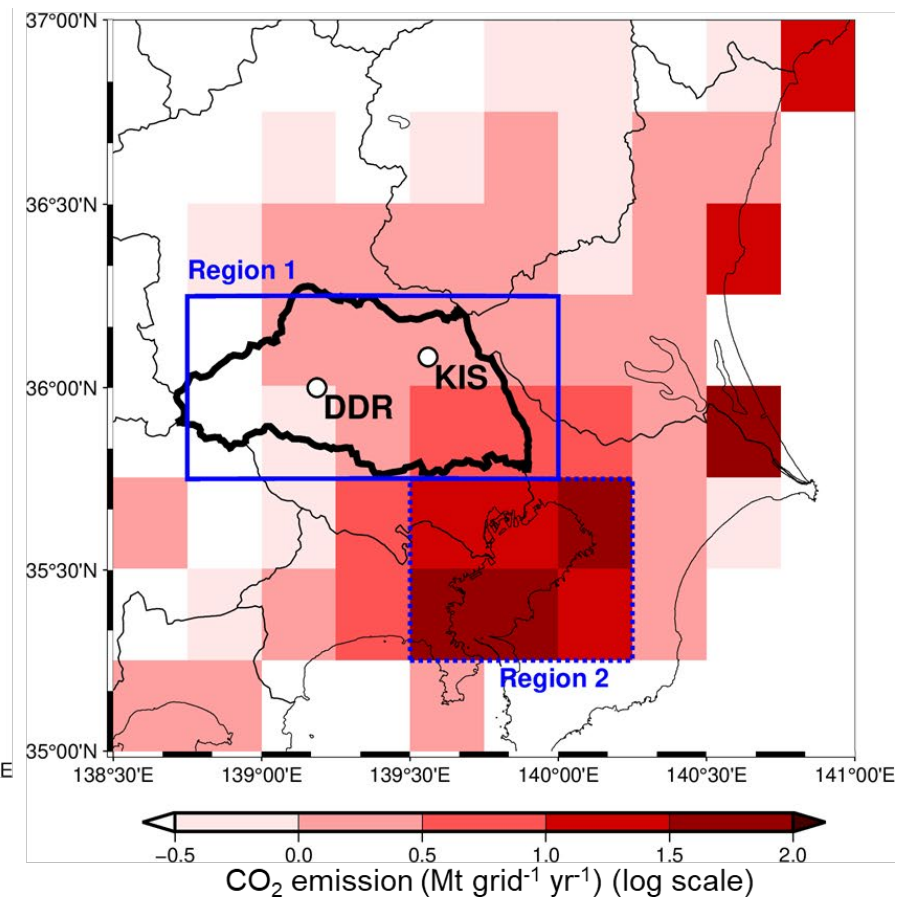 37°00'N
36°30'N
Region 1
36°00'N
KIS
DDR
35°30'N
Region 2
35°00'N
E
138°30'E 139°00'E 139°30'E 140°00'E 140°30'E 141°00'E
−0.5 0.0 0.5 1.0 1.5 2.0
CO₂ emission (Mt grid⁻¹ yr⁻¹) (log scale)